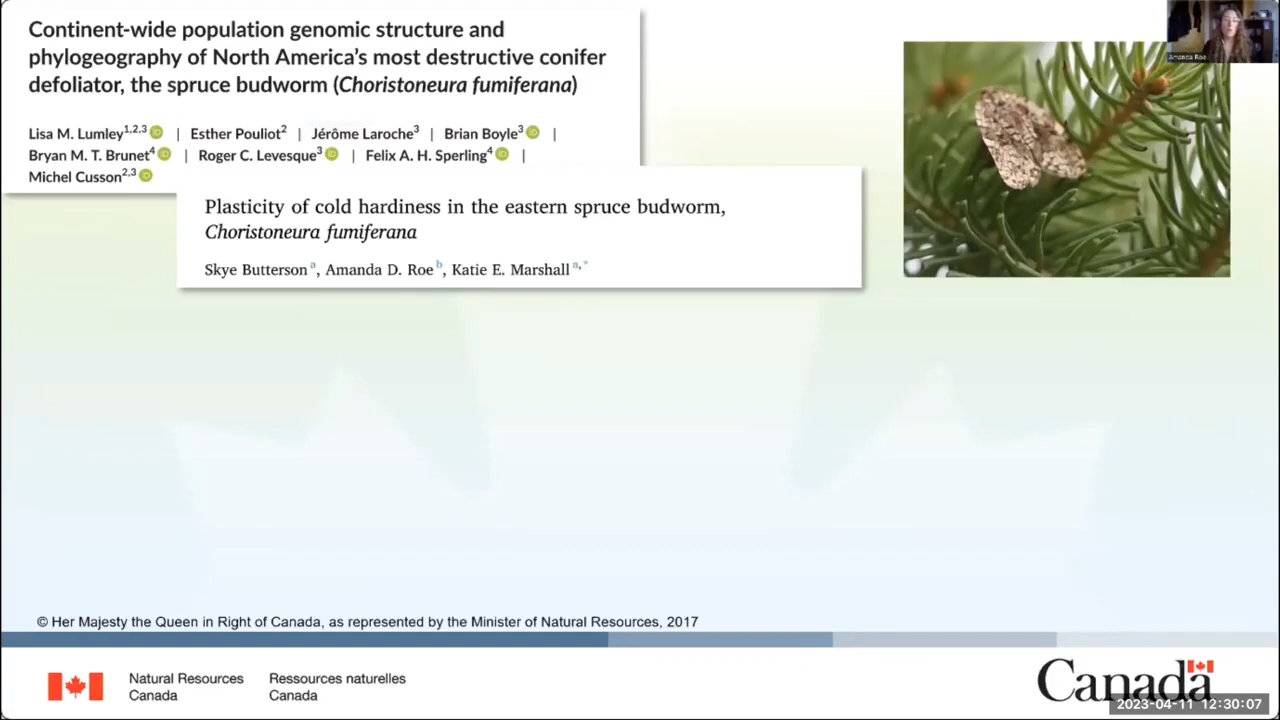 Continent-wide population genomic structure and
phylogeography of North America's most destructive conifer
defoliator, the spruce budworm (Choristoneura fumiferana)
Lisa M. Lumley1,2,3 | Esther Pouliot2 | Jérôme Laroche3 | Brian Boyle3 |
Bryan M. T. Brunet4 | Roger C. Levesque3 | Felix A. H. Sperling4 |
Michel Cusson2,3
Plasticity of cold hardiness in the eastern spruce budworm,
Choristoneura fumiferana
Skye Butterson a, Amanda D. Roe b, Katie E. Marshall a,*
Amanda Roe
© Her Majesty the Queen in Right of Canada, as represented by the Minister of Natural Resources, 2017
Natural Resources
Canada
Ressources naturelles
Canada
Canada
2023-04-11 12:30:07